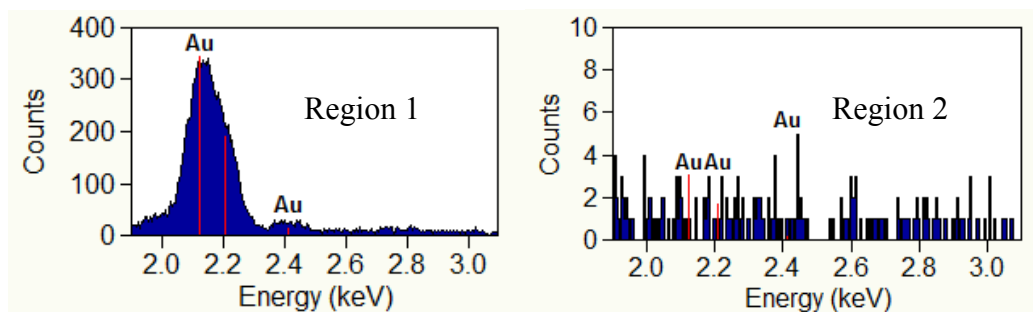 400
300
200
100
0
Counts
Au
Au
Region 1
2.0 2.2 2.4 2.6 2.8 3.0
Energy (keV)
10
8
6
4
2
0
Counts
Au Au
Au
Region 2
2.0 2.2 2.4 2.6 2.8 3.0
Energy (keV)